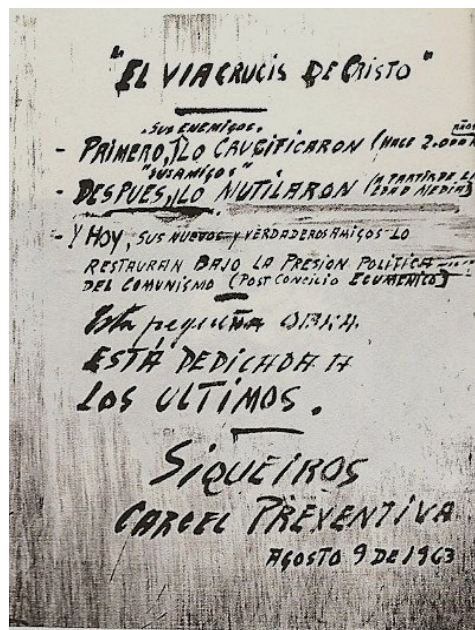 "EL VIACRUCIS DE CRISTO"
"SUS ENEMIGOS"
- PRIMERO, LO CRUCIFICARON (HACE 2.000 AÑOS
"SUS AMIGOS"
- DESPUES, LO MUTILARON (A PARTIR DE LA
EDAD MEDIA)
- Y HOY, SUS NUEVOS Y VERDADEROS AMIGOS LO
RESTAURAN BAJO LA PRESION POLITICA
DEL COMUNISMO (POST CONCILIO ECUMENICO)
Esta pequeña OBRA
ESTÁ DEDICADA A
LOS ULTIMOS.
SIQUEIROS
CARCEL PREVENTIVA
AGOSTO 9 DE 1963